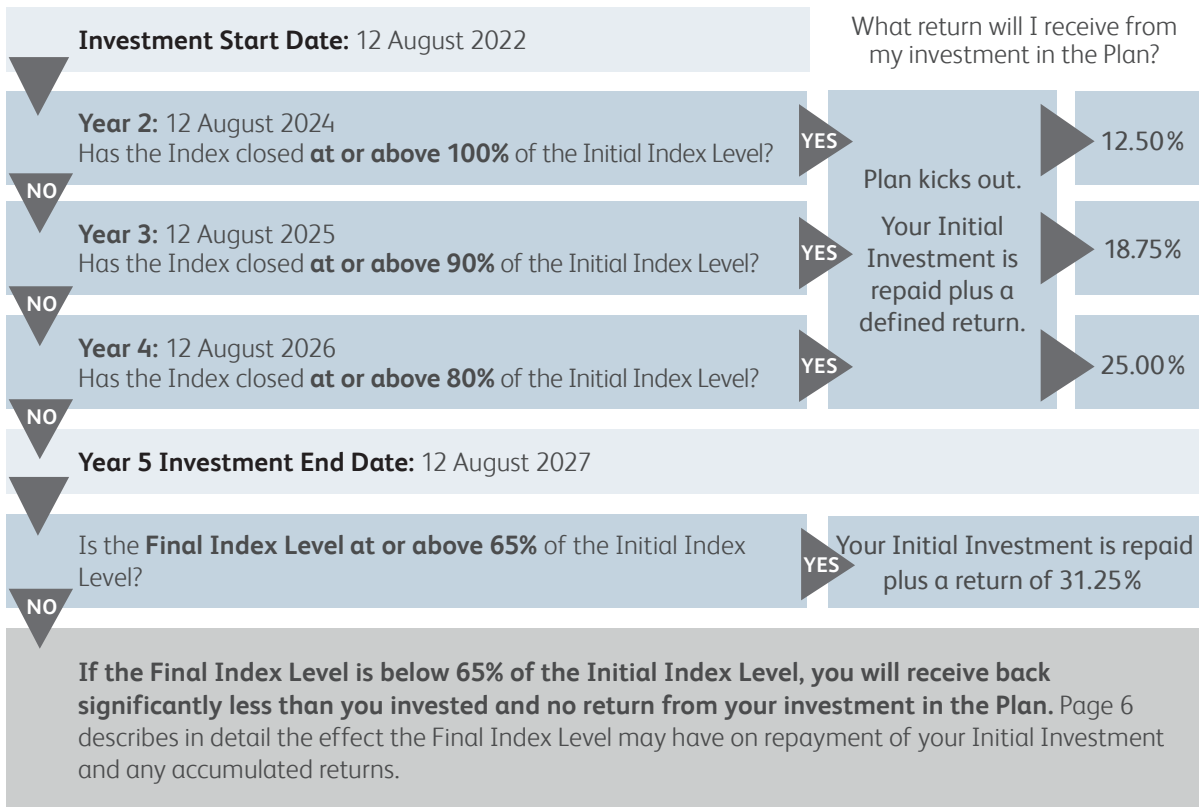 Investment Start Date: 12 August 2022
What return will I receive from
my investment in the Plan?
Year 2: 12 August 2024
Has the Index closed at or above 100% of the Initial Index Level?
YES
12.50%
NO
Year 3: 12 August 2025
Has the Index closed at or above 90% of the Initial Index Level?
YES
18.75%
NO
Year 4: 12 August 2026
Has the Index closed at or above 80% of the Initial Index Level?
YES
25.00%
Plan kicks out.
Your Initial
Investment is
repaid plus a
defined return.
NO
Year 5 Investment End Date: 12 August 2027
Is the Final Index Level at or above 65% of the Initial Index
Level?
YES
Your Initial Investment is repaid
plus a return of 31.25%
NO
If the Final Index Level is below 65% of the Initial Index Level, you will receive back
significantly less than you invested and no return from your investment in the Plan. Page 6
describes in detail the effect the Final Index Level may have on repayment of your Initial Investment
and any accumulated returns.